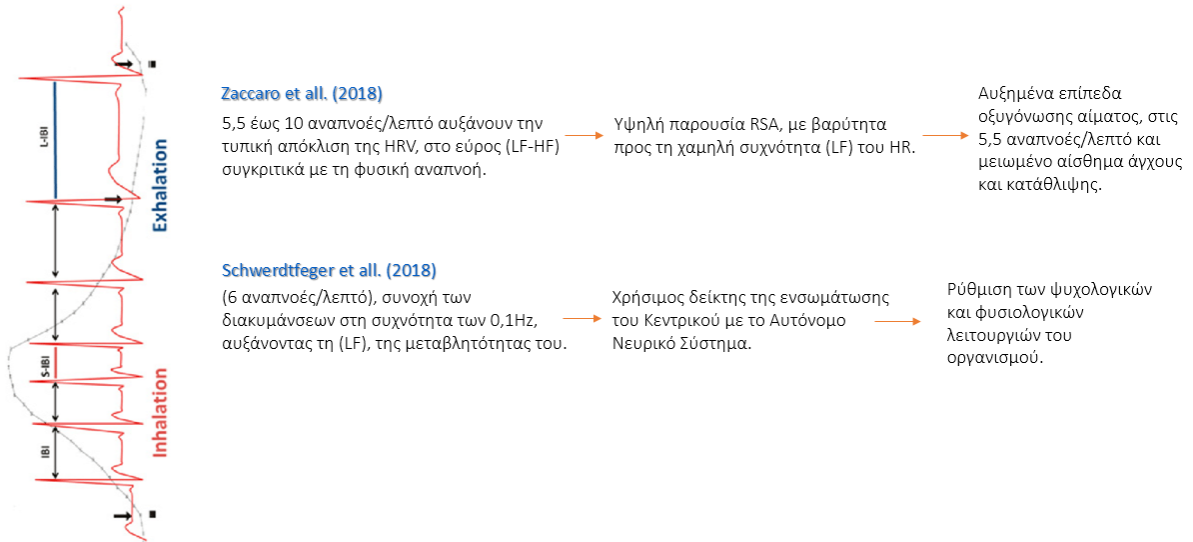 L-IBI
Exhalation
S-IBI
IBI
Inhalation
Zaccaro et all. (2018)
5,5 έως 10 αναπνοές/λεπτό αυξάνουν την
τυπική απόκλιση της HRV, στο εύρος (LF-HF)
συγκριτικά με τη φυσική αναπνοή.
Υψηλή παρουσία RSA, με βαρύτητα
προς τη χαμηλή συχνότητα (LF) του HR.
Αυξημένα επίπεδα
οξυγόνωσης αίματος, στις
5,5 αναπνοές/λεπτό και
μειωμένο αίσθημα άγχους
και κατάθλιψης.
Schwerdtfeger et all. (2018)
(6 αναπνοές/λεπτό), συνοχή των
διακυμάνσεων στη συχνότητα των 0,1Hz,
αυξάνοντας τη (LF), της μεταβλητότητας του.
Χρήσιμος δείκτης της ενσωμάτωσης
του Κεντρικού με το Αυτόνομο
Νευρικό Σύστημα.
Ρύθμιση των ψυχολογικών
και φυσιολογικών
λειτουργιών του
οργανισμού.